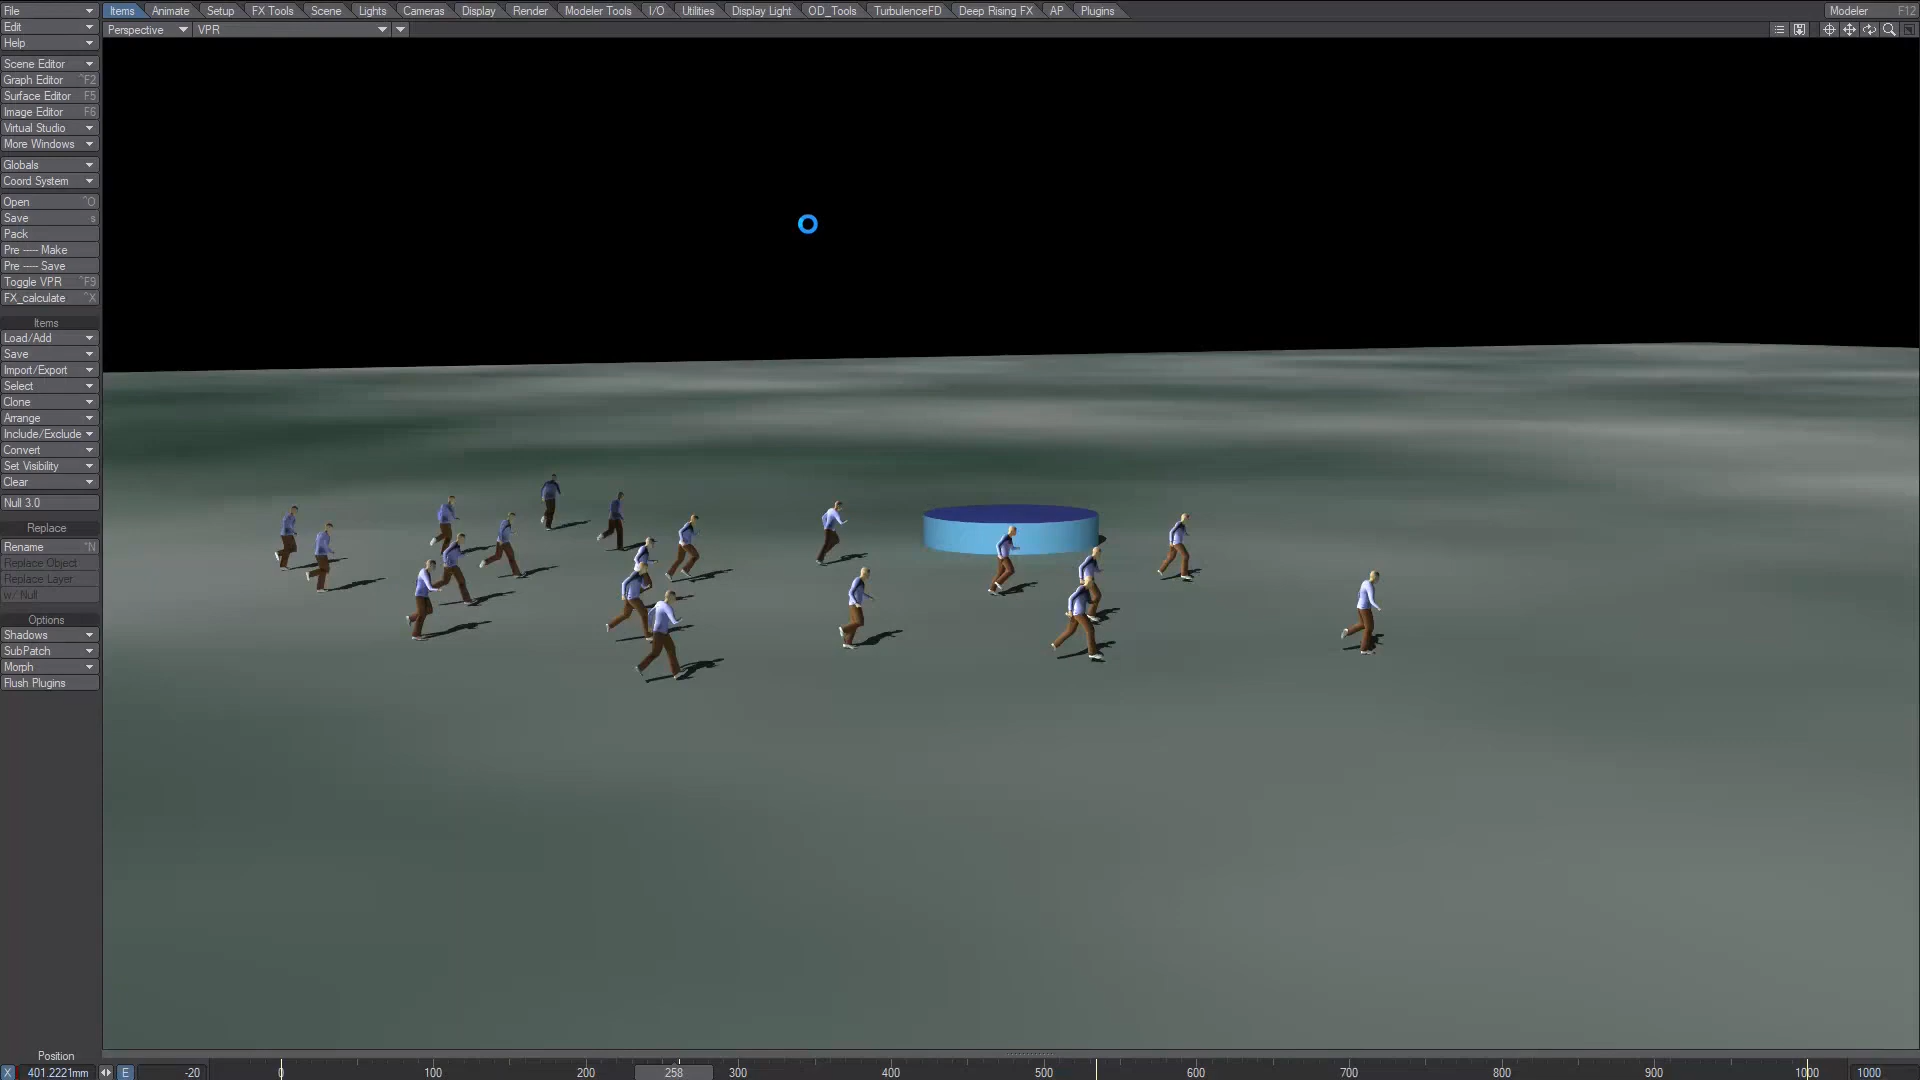 File Items Animate Setup FX Tools Scene Lights Cameras Display Render Modeler Tools I/O Utilities Display Light OD_Tools TurbulenceFD Deep Rising FX AP Plugins Modeler F12
Edit Perspective VPR
Help
Scene Editor
Graph Editor ^F2
Surface Editor F5
Image Editor F6
Virtual Studio
More Windows
Globals
Coord System
Open ^O
Save s
Pack
Pre ---- Make
Pre ---- Save
Toggle VPR ^F9
FX_calculate ^X
Items
Load/Add
Save
Import/Export
Select
Clone
Arrange
Include/Exclude
Convert
Set Visibility
Clear
Null 3.0
Replace
Rename ^N
Replace Object
Replace Layer
w/ Null
Options
Shadows
SubPatch
Morph
Flush Plugins
Position
X 401.2221mm E -20 0 100 200 258 300 400 500 600 700 800 900 1000 1000